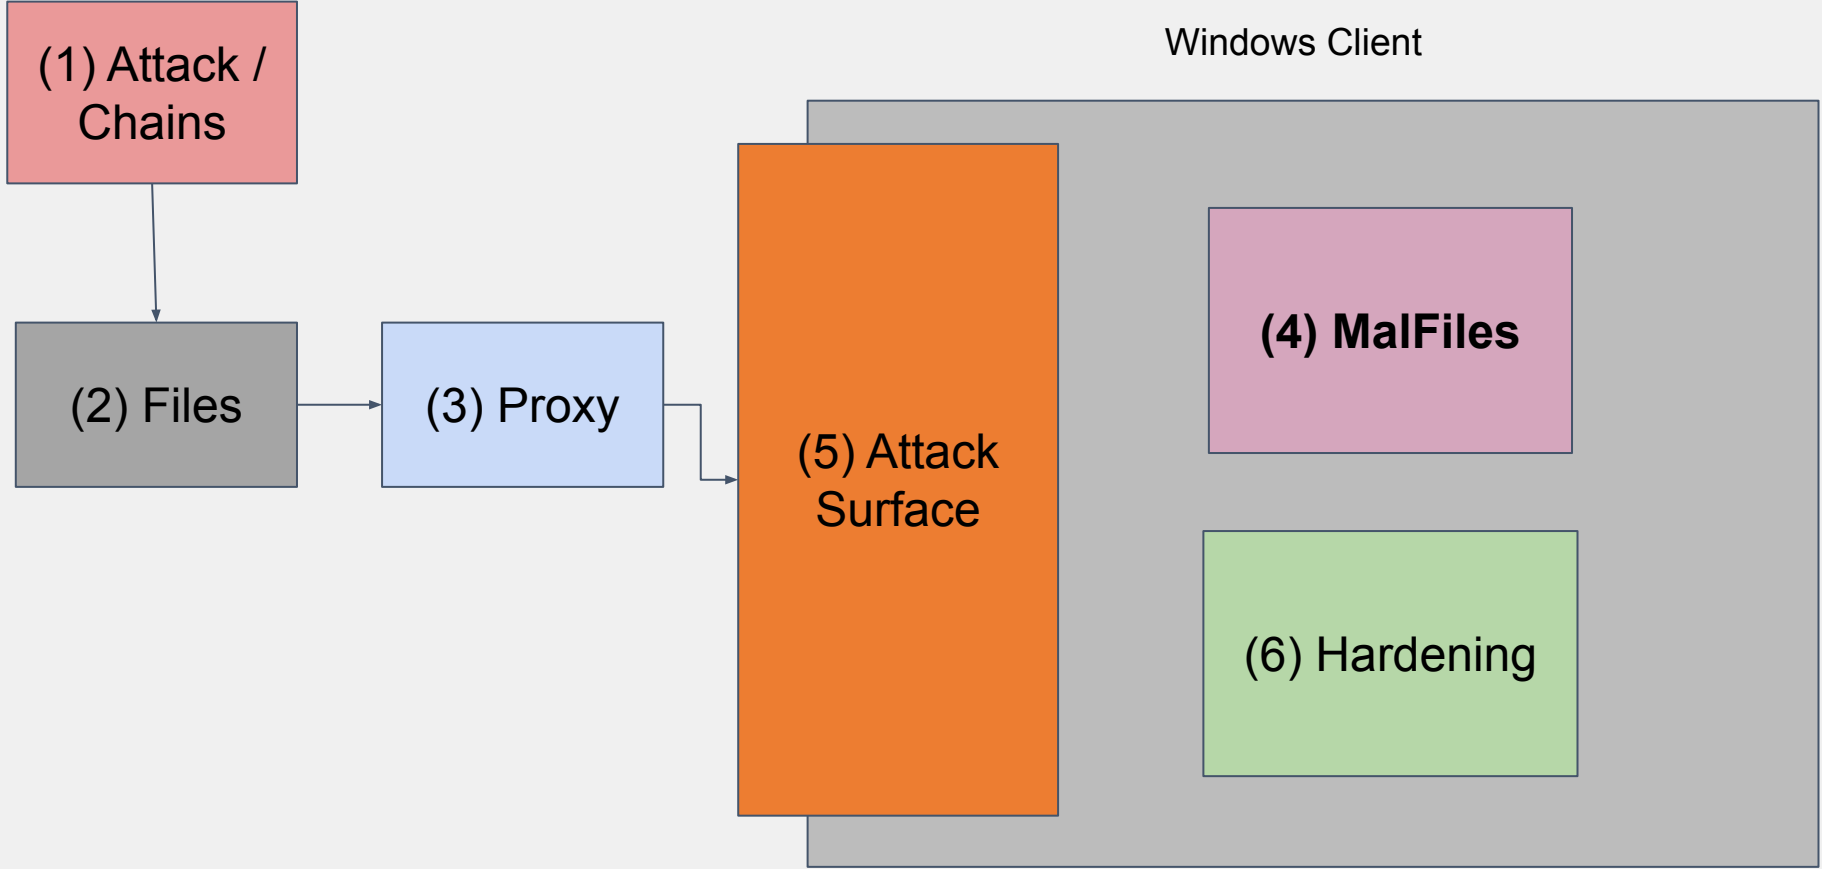 Windows Client
(1) Attack /
Chains
(2) Files
(3) Proxy
(5) Attack
Surface
(4) MalFiles
(6) Hardening